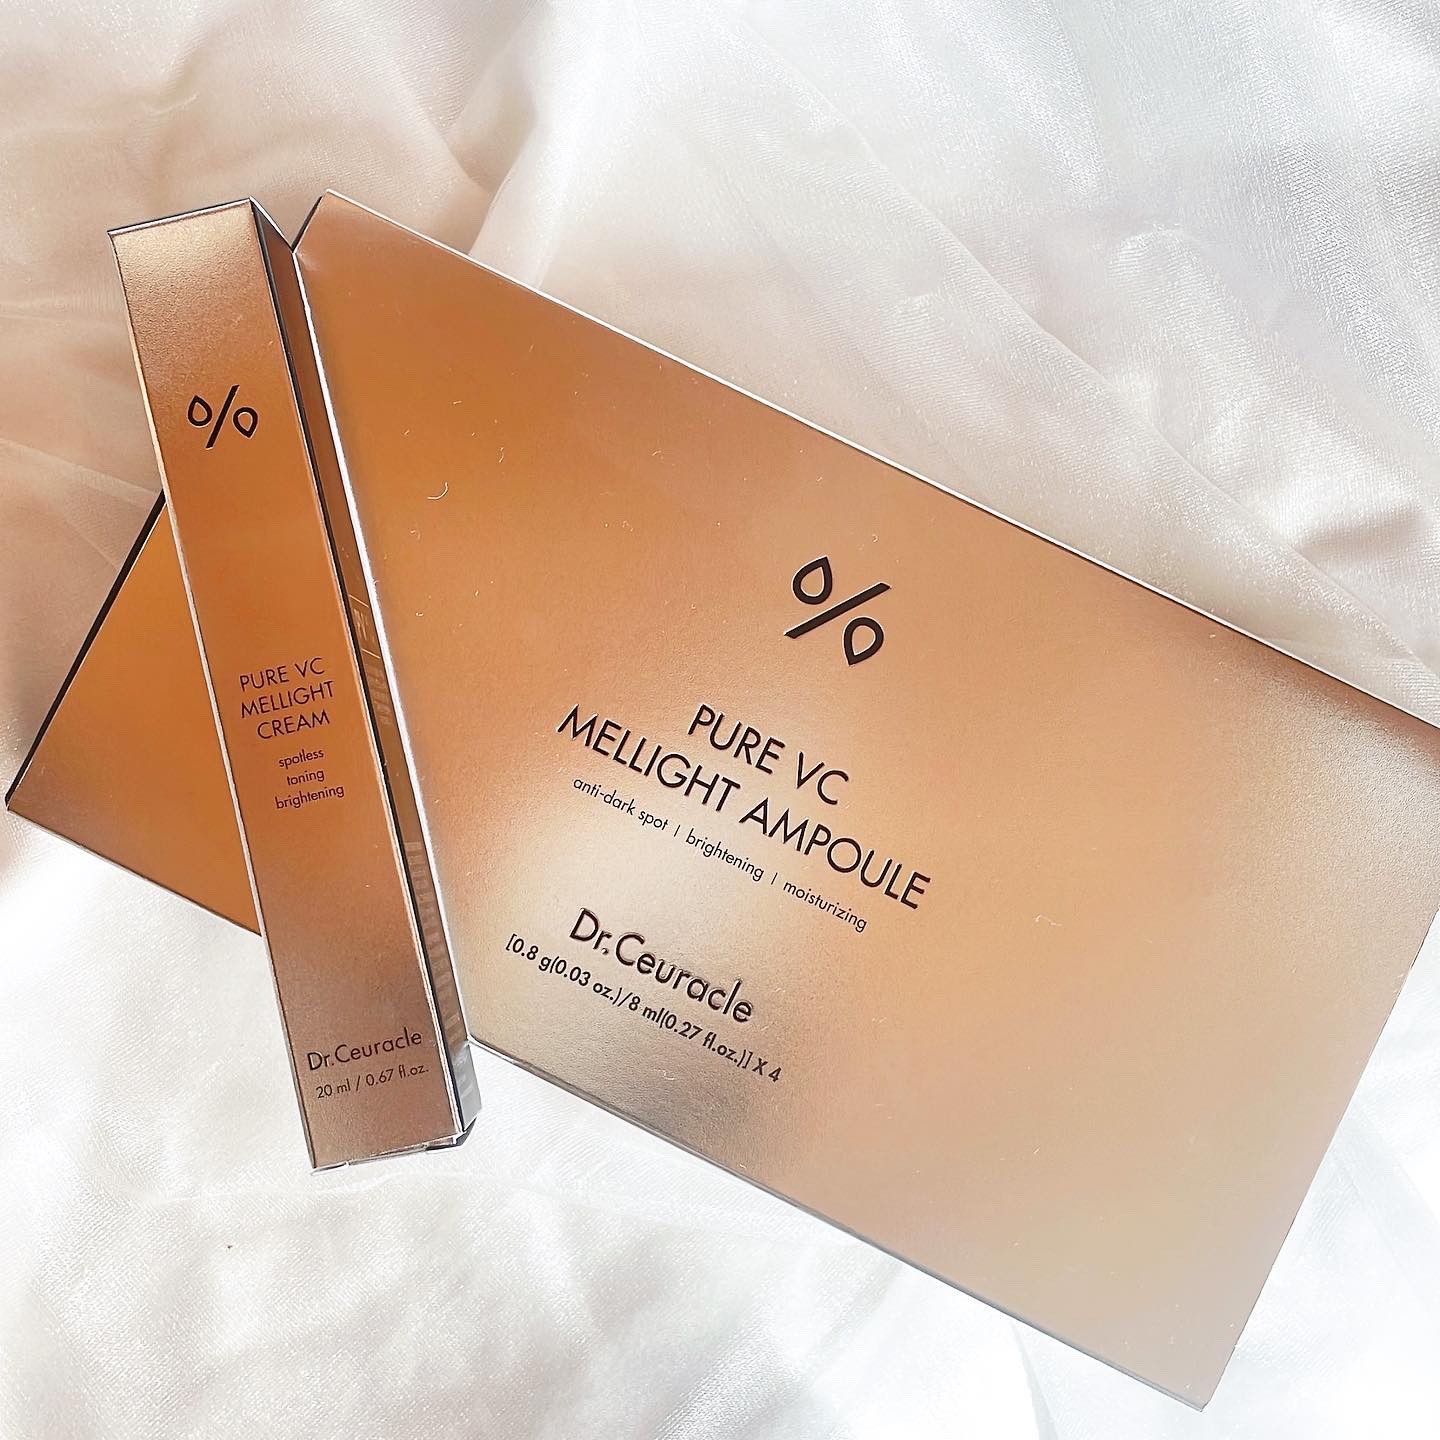 PURE VC
MELLIGHT
CREAM
spotless
toning
brightening
Dr.Ceuracle
20 ml / 0.67 fl.oz.
PURE VC
MELLIGHT AMPOULE
anti-dark spot | brightening | moisturizing
Dr.Ceuracle
[0.8 g(0.03 oz.)/8 ml(0.27 fl.oz.)] X 4